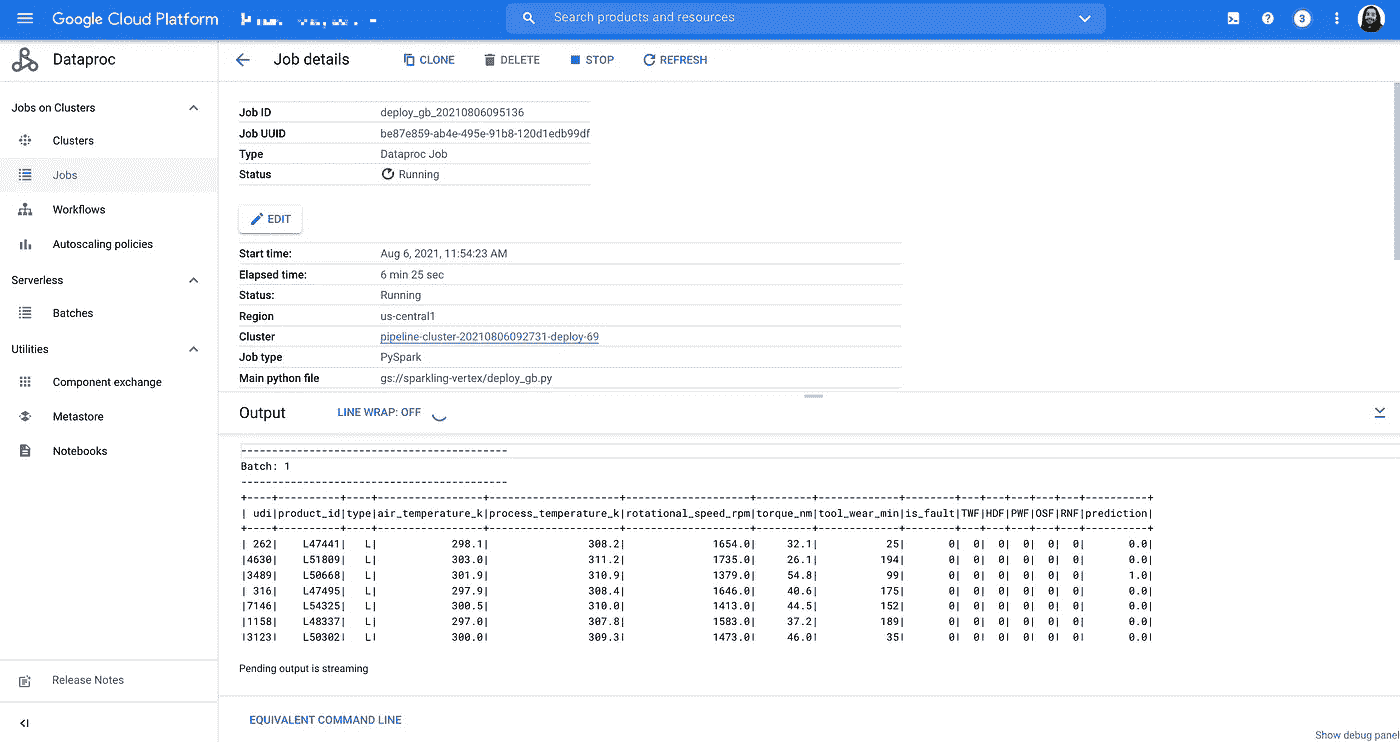 Google Cloud Platform
Search products and resources
3
Dataproc
Job details
CLONE
DELETE
STOP
REFRESH
Jobs on Clusters
Clusters
Jobs
Workflows
Autoscaling policies
Serverless
Batches
Utilities
Component exchange
Metastore
Notebooks
Release Notes
Job ID deploy_gb_20210806095136
Job UUID be87e859-ab4e-495e-91b8-120d1edb99df
Type Dataproc Job
Status Running
EDIT
Start time: Aug 6, 2021, 11:54:23 AM
Elapsed time: 6 min 25 sec
Status: Running
Region us-central1
Cluster pipeline-cluster-20210806092731-deploy-69
Job type PySpark
Main python file gs://sparkling-vertex/deploy_gb.py
Output LINE WRAP: OFF
-------------------------------------------
Batch: 1
-------------------------------------------
+----+----------+----+-----------------+---------------------+--------------------+---------+-------------+--------+---+---+---+---+---+----------+
| udi|product_id|type|air_temperature_k|process_temperature_k|rotational_speed_rpm|torque_nm|tool_wear_min|is_fault|TWF|HDF|PWF|OSF|RNF|prediction|
+----+----------+----+-----------------+---------------------+--------------------+---------+-------------+--------+---+---+---+---+---+----------+
| 262| L47441| L| 298.1| 308.2| 1654.0| 32.1| 25| 0| 0| 0| 0| 0| 0| 0.0|
|4630| L51809| L| 303.0| 311.2| 1735.0| 26.1| 194| 0| 0| 0| 0| 0| 0| 0.0|
|3489| L50668| L| 301.9| 310.9| 1379.0| 54.8| 99| 0| 0| 0| 0| 0| 0| 1.0|
| 316| L47495| L| 297.9| 308.4| 1646.0| 40.6| 175| 0| 0| 0| 0| 0| 0| 0.0|
|7146| L54325| L| 300.5| 310.0| 1413.0| 44.5| 152| 0| 0| 0| 0| 0| 0| 0.0|
|1158| L48337| L| 297.0| 307.8| 1583.0| 37.2| 189| 0| 0| 0| 0| 0| 0| 0.0|
|3123| L50302| L| 300.0| 309.3| 1473.0| 46.0| 35| 0| 0| 0| 0| 0| 0| 0.0|
Pending output is streaming
EQUIVALENT COMMAND LINE
Show debug panel